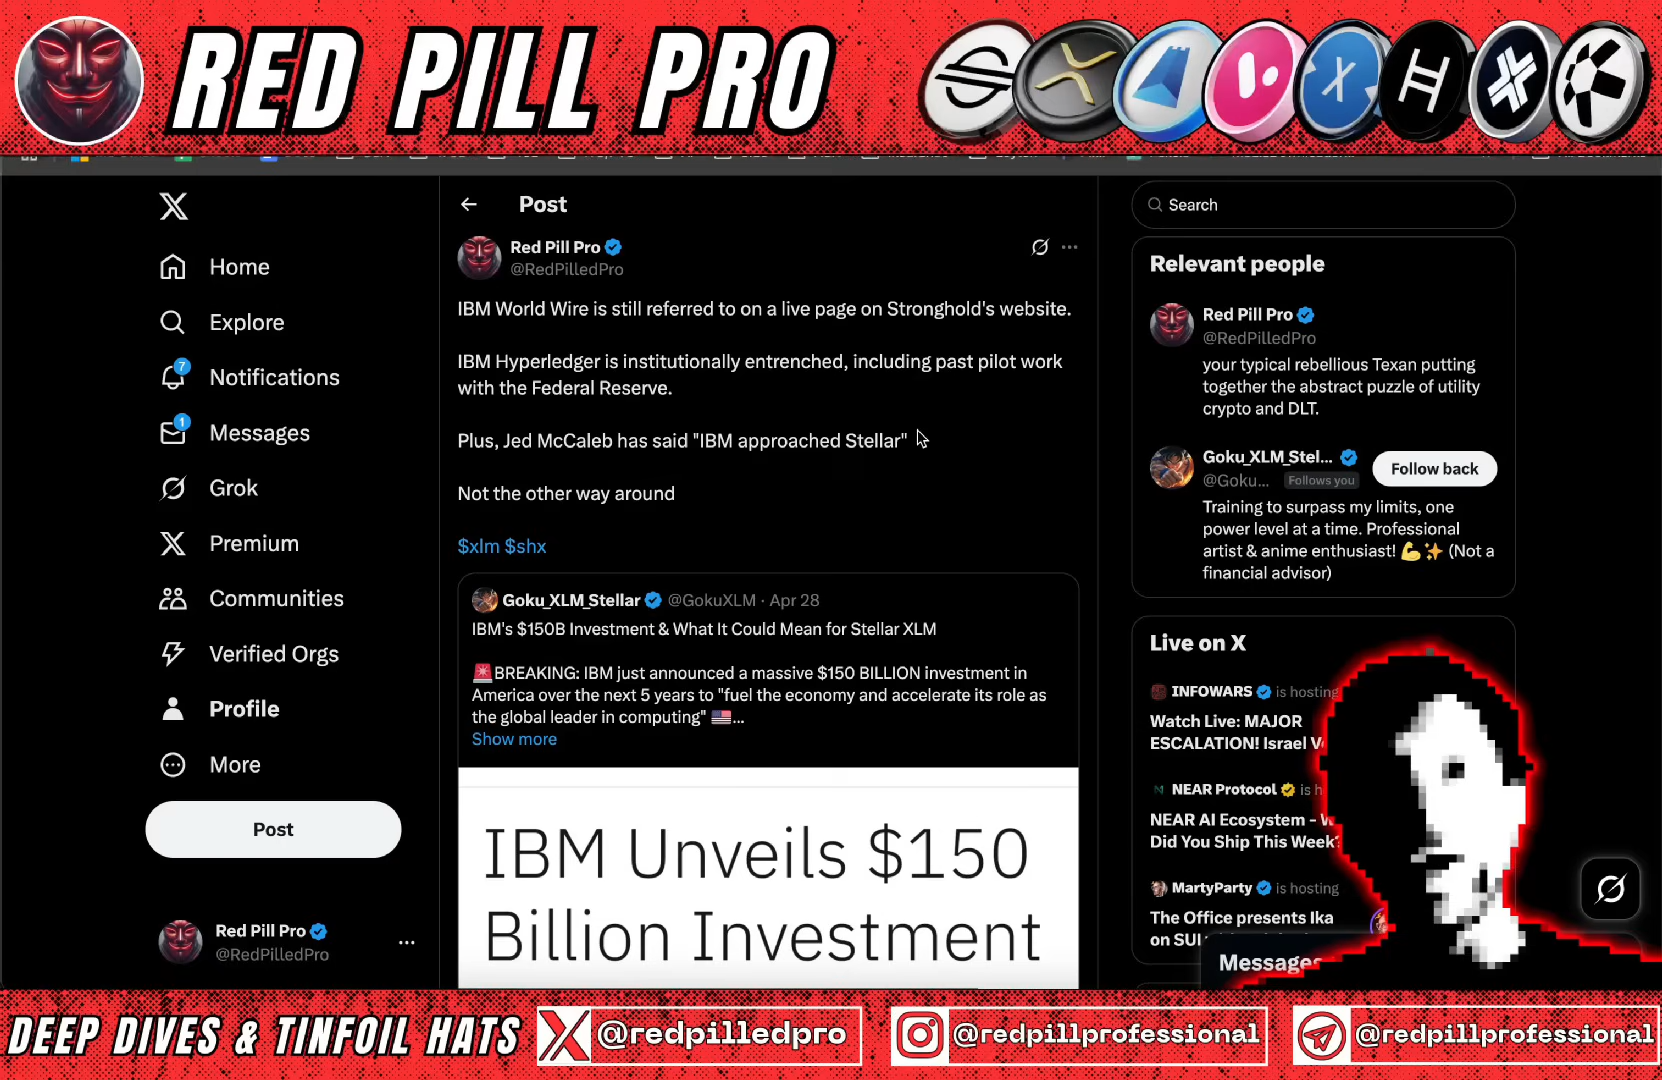 RED PILL PRO
Post
Search
Home
Explore
7
Notifications
1
Messages
Grok
Premium
Communities
Verified Orgs
Profile
More
Post
Red Pill Pro
@RedPilledPro
Red Pill Pro
@RedPilledPro
IBM World Wire is still referred to on a live page on Stronghold's website.
IBM Hyperledger is institutionally entrenched, including past pilot work
with the Federal Reserve.
Plus, Jed McCaleb has said "IBM approached Stellar"
Not the other way around
$xlm $shx
Goku_XLM_Stellar @GokuXLM · Apr 28
IBM's $150B Investment & What It Could Mean for Stellar XLM
🚨BREAKING: IBM just announced a massive $150 BILLION investment in
America over the next 5 years to "fuel the economy and accelerate its role as
the global leader in computing" 🇺🇸...
Show more
IBM Unveils $150
Billion Investment
Relevant people
Red Pill Pro
@RedPilledPro
your typical rebellious Texan putting
together the abstract puzzle of utility
crypto and DLT.
Goku_XLM_Stel...
@Goku... Follows you
Follow back
Training to surpass my limits, one
power level at a time. Professional
artist & anime enthusiast! 💪✨ (Not a
financial advisor)
Live on X
INFOWARS is hosting
Watch Live: MAJOR
ESCALATION! Israel
NEARProtocol is
NEAR AI Ecosystem -
Did You Ship This Week?
MartyParty is hosting
The Office presents Ika
on
Messages
DEEP DIVES & TINFOIL HATS
@redpilledpro
@redpillprofessional
@redpillprofessional